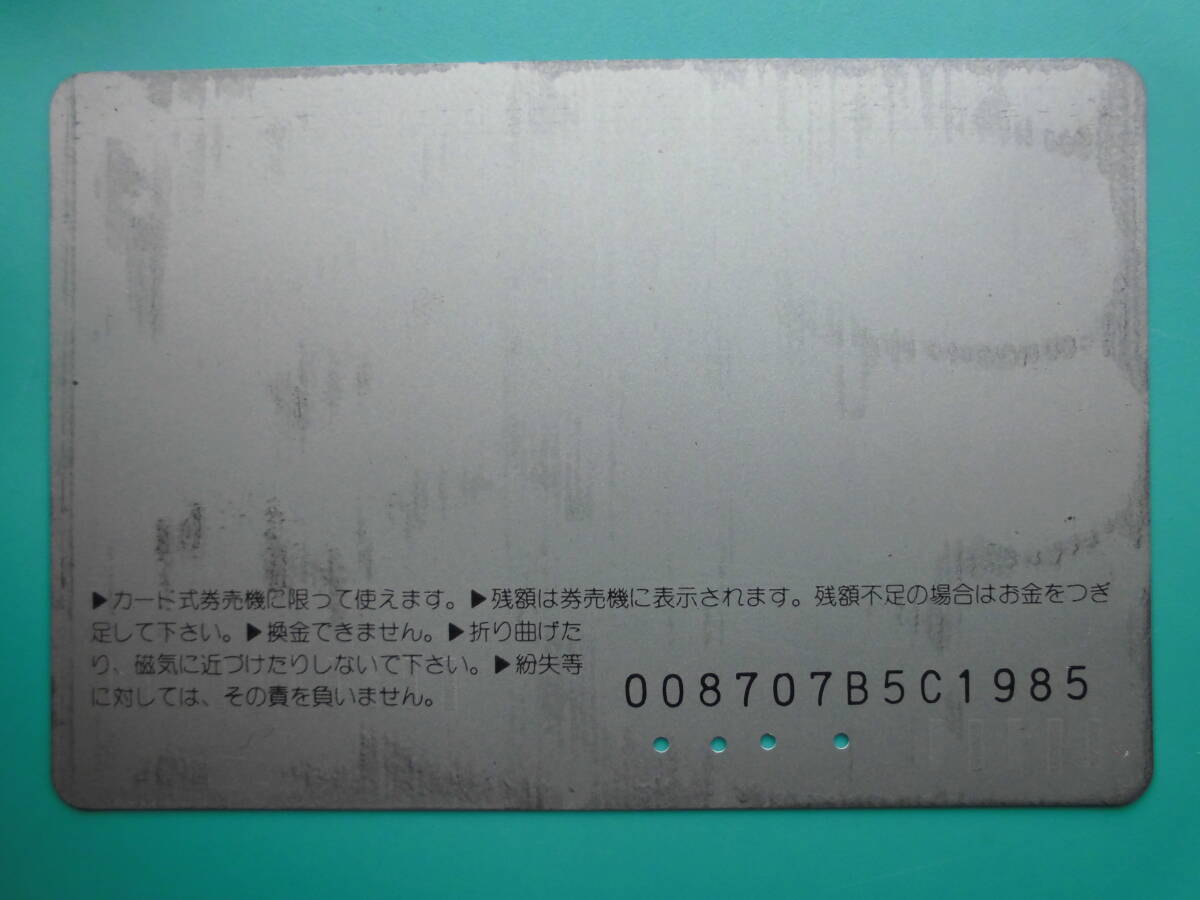 ▶カード式券売機に限って使えます。▶残額は券売機に表示されます。残額不足の場合はお金をつぎ
足して下さい。▶換金できません。▶折り曲げた
り、磁気に近づけたりしないで下さい。▶紛失等
に対しては、その責を負いません。
008707B5C1985